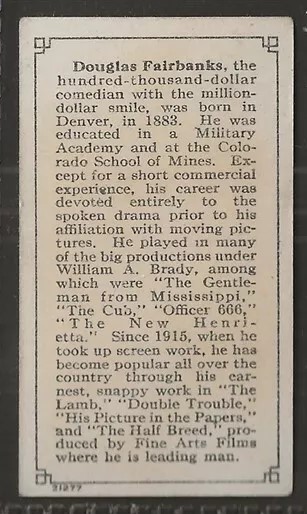 Douglas Fairbanks, the
hundred-thousand-dollar
comedian with the million-
dollar smile, was born in
Denver, in 1883. He was
educated in a Military
Academy and at the Colo-
rado School of Mines. Ex-
cept for a short commercial
experience, his career was
devoted entirely to the
spoken drama prior to his
affiliation with moving pic-
tures. He played in many
of the big productions under
William A. Brady, among
which were "The Gentle-
man from Mississippi,"
"The Cub," "Officer 666,"
"The New Henri-
etta." Since 1915, when he
took up screen work, he has
become popular all over the
country through his ear-
nest, snappy work in "The
Lamb," "Double Trouble,"
"His Picture in the Papers,"
and "The Half Breed," pro-
duced by Fine Arts Films
where he is leading man.
21277